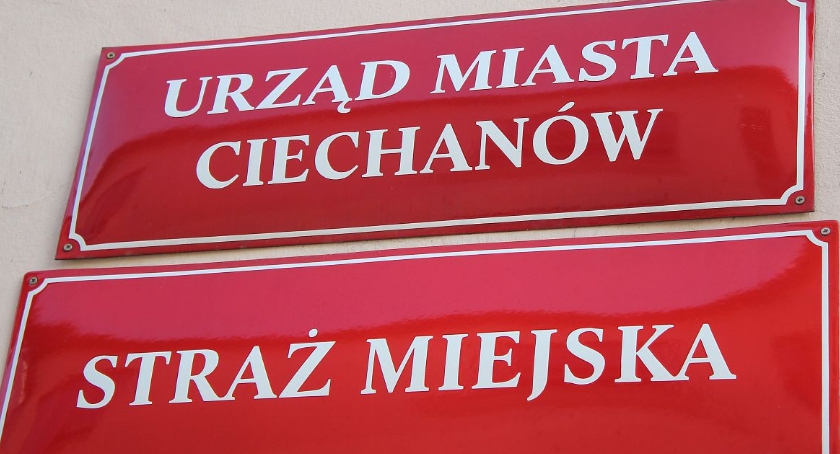 URZĄD MIASTA
CIECHANÓW
STRAŻ MIEJSKA